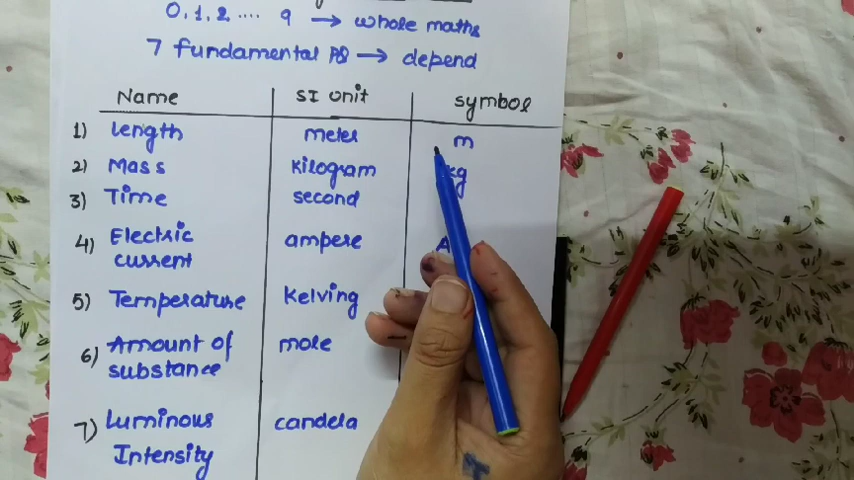 0, 1, 2 .... 9 → whole maths
7 fundamental PQ → depend
Name SI unit symbol
1) length meter m
2) Mass kilogram kg
3) Time second
4) Electric current ampere A
5) Temperature Kelving
6) Amount of substance mole
7) Luminous Intensity candela